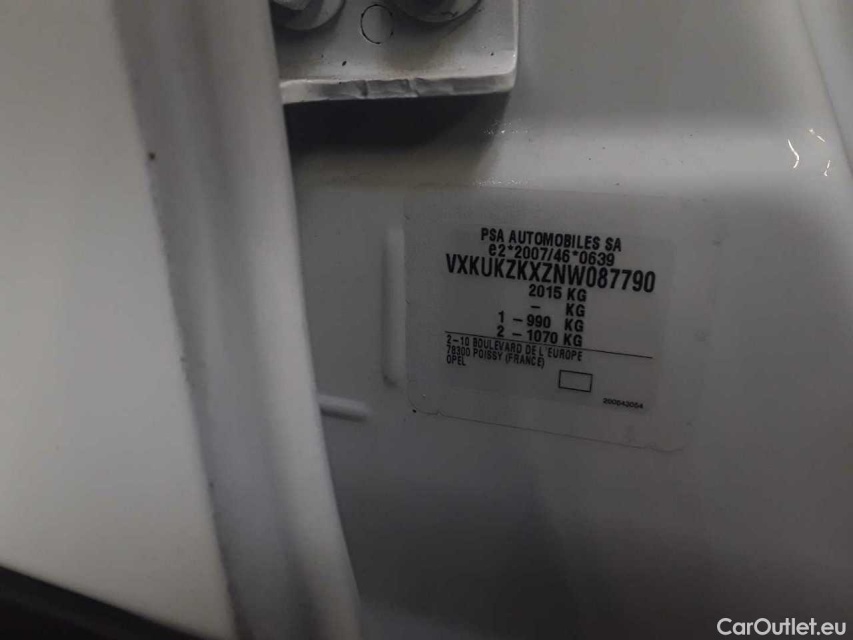 PSA AUTOMOBILES SA
e2*2007/46*0639
VXKUKZKXZNW087790
2015 KG
– KG
1 – 990 KG
2 – 1070 KG
2–10 BOULEVARD DE L'EUROPE
78300 POISSY (FRANCE)
OPEL
200842084
CarOutlet.eu